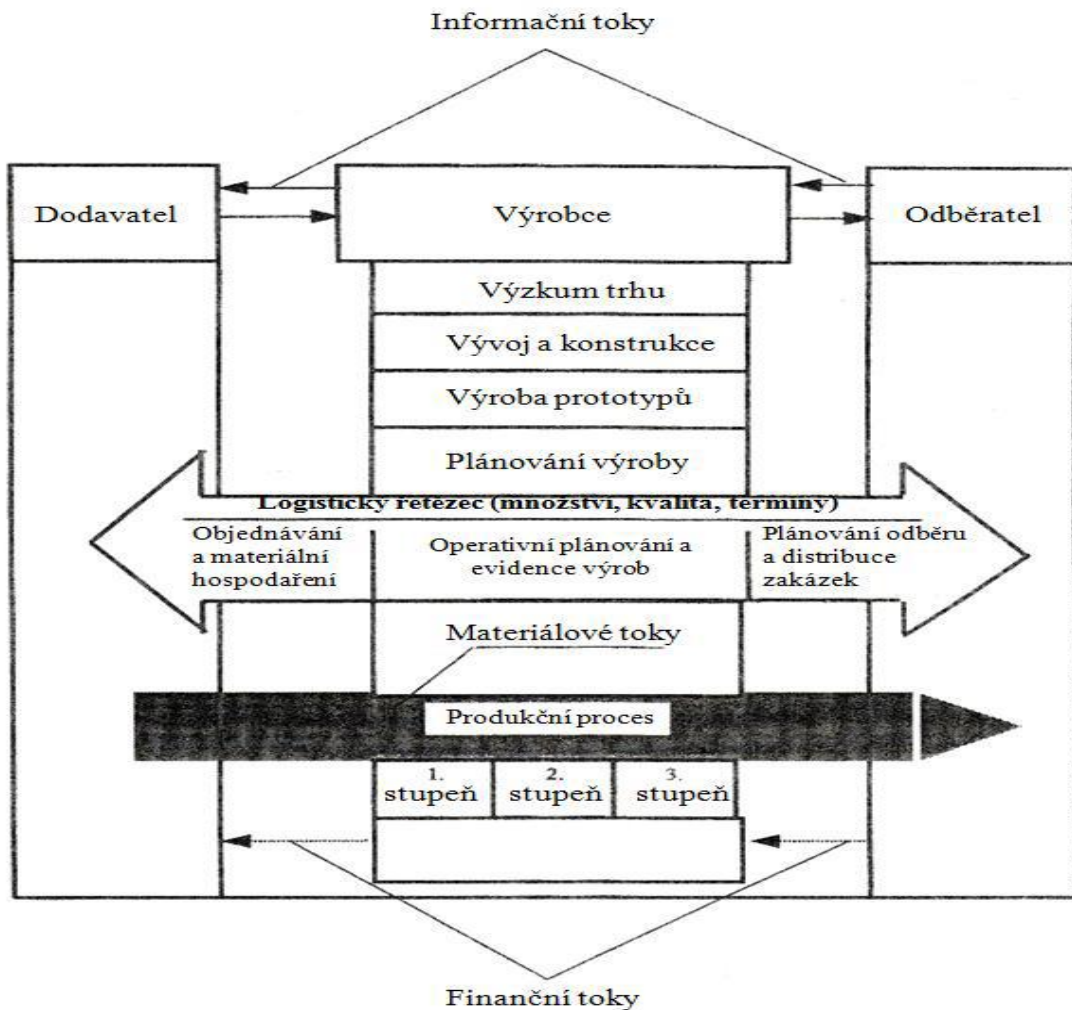 Informační toky
Dodavatel
Výrobce
Odběratel
Výzkum trhu
Vývoj a konstrukce
Výroba prototypů
Plánování výroby
Logistický řetězec (množství, kvalita, termíny)
Objednávání
a materiální
hospodaření
Operativní plánování a
evidence výrob
Plánování odběru
a distribuce
zakázek
Materiálové toky
Produkční proces
1.
stupeň
2.
stupeň
3.
stupeň
Finanční toky